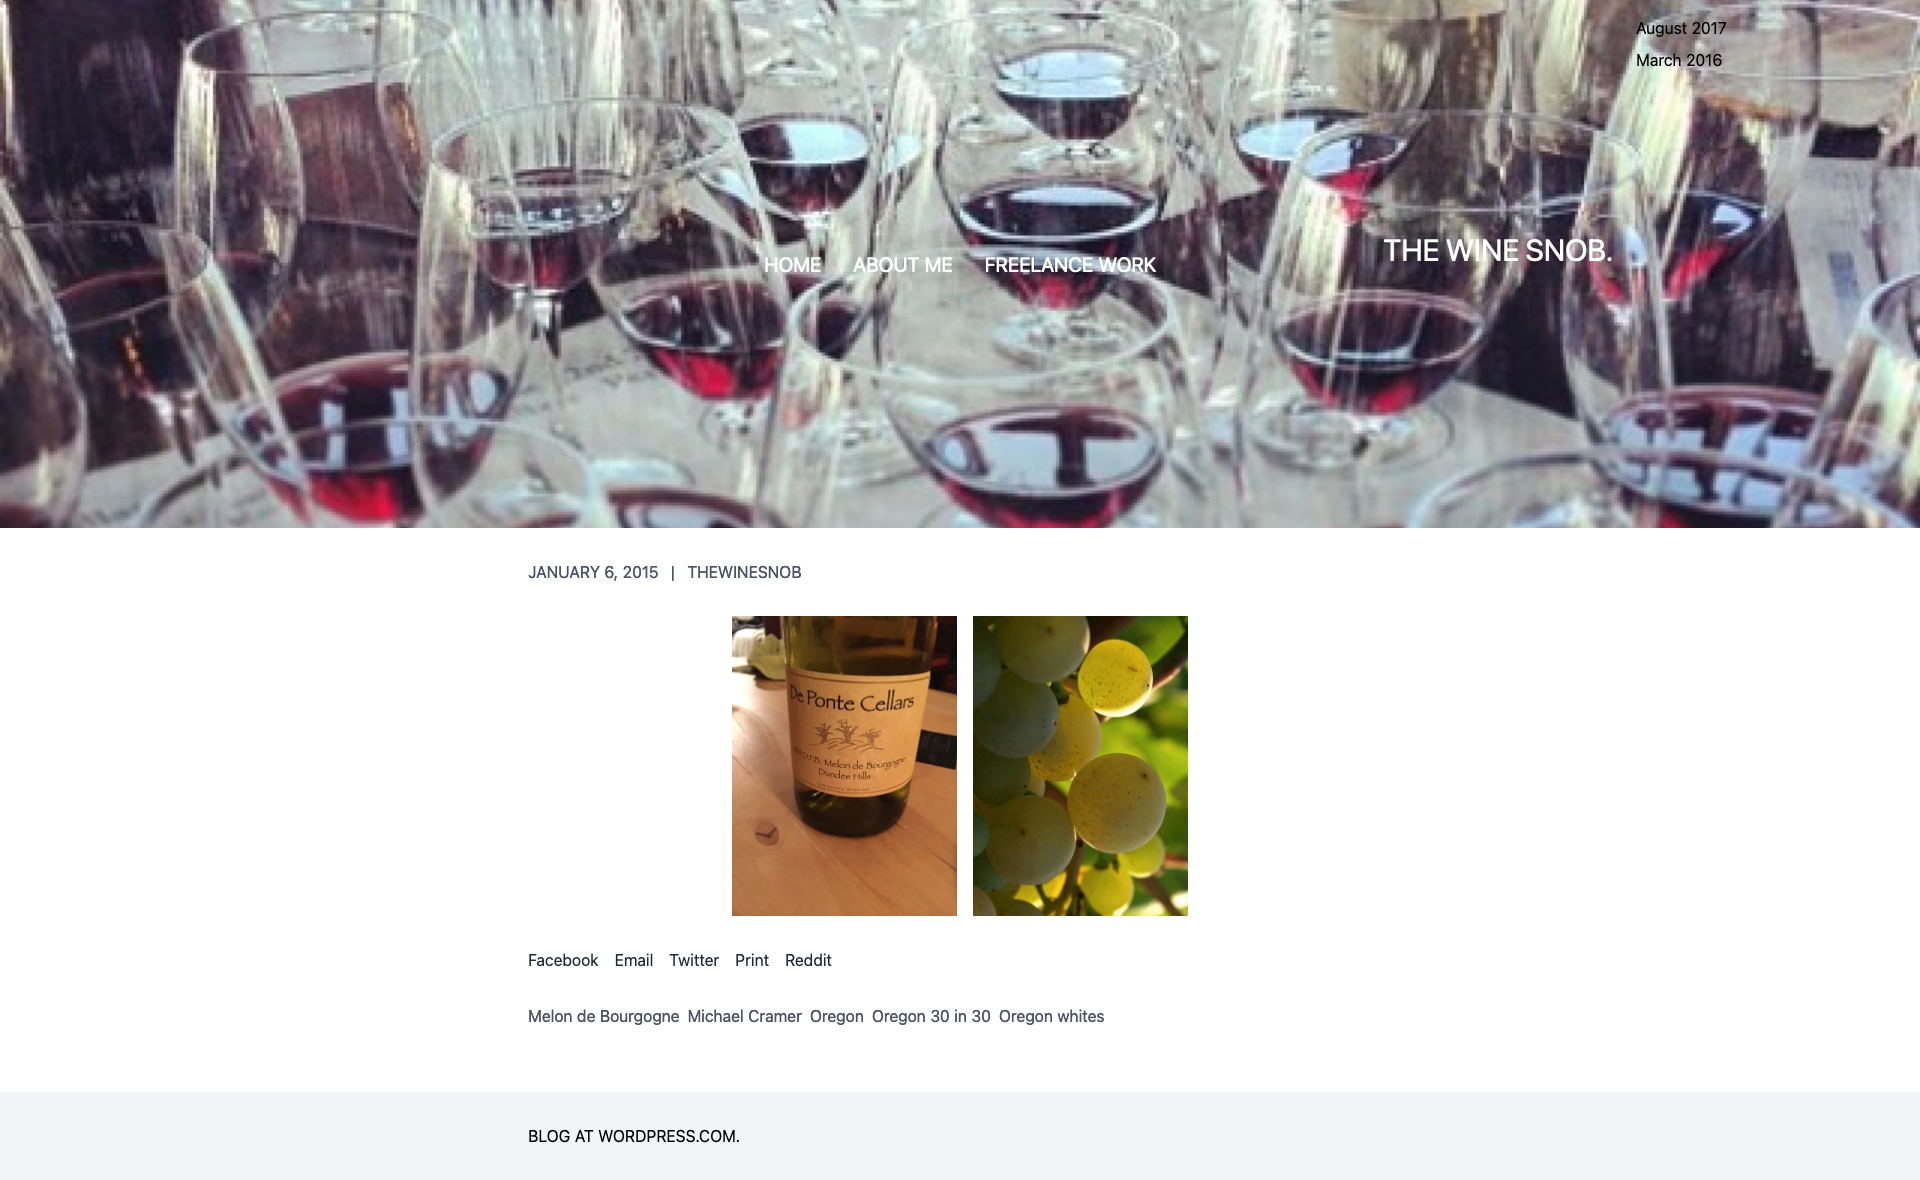 August 2017
March 2016
THE WINE SNOB.
HOME ABOUT ME FREELANCE WORK
JANUARY 6, 2015 | THEWINESNOB
De Ponte Cellars
D.F.B. Melon de Bourgogne
Dundee Hills
Facebook Email Twitter Print Reddit
Melon de Bourgogne Michael Cramer Oregon Oregon 30 in 30 Oregon whites
BLOG AT WORDPRESS.COM.